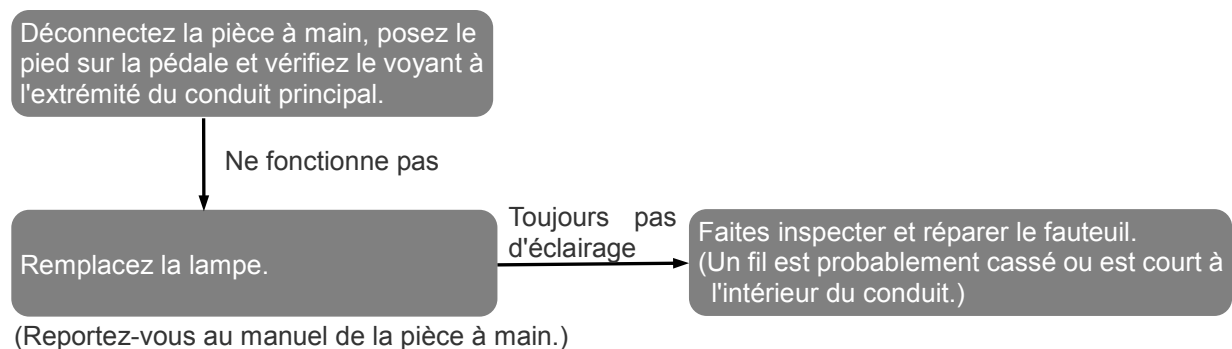 Déconnectez la pièce à main, posez le
pied sur la pédale et vérifiez le voyant à
l'extrémité du conduit principal.
Ne fonctionne pas
Remplacez la lampe.
Toujours pas
d'éclairage
Faites inspecter et réparer le fauteuil.
(Un fil est probablement cassé ou est court à
l'intérieur du conduit.)
(Reportez-vous au manuel de la pièce à main.)